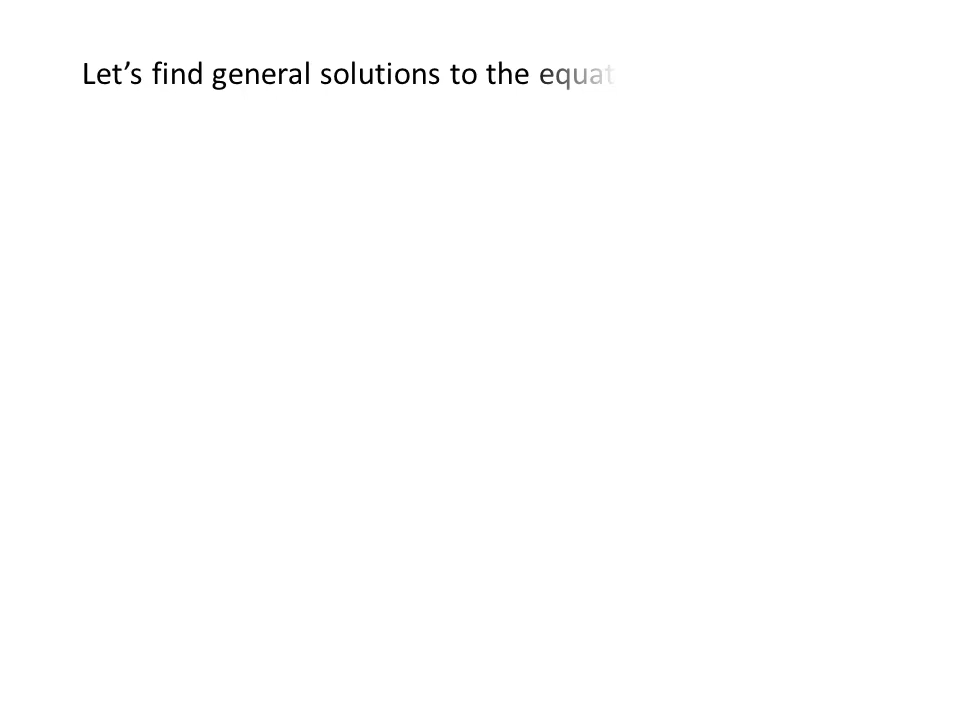 Let’s find general solutions to the equat